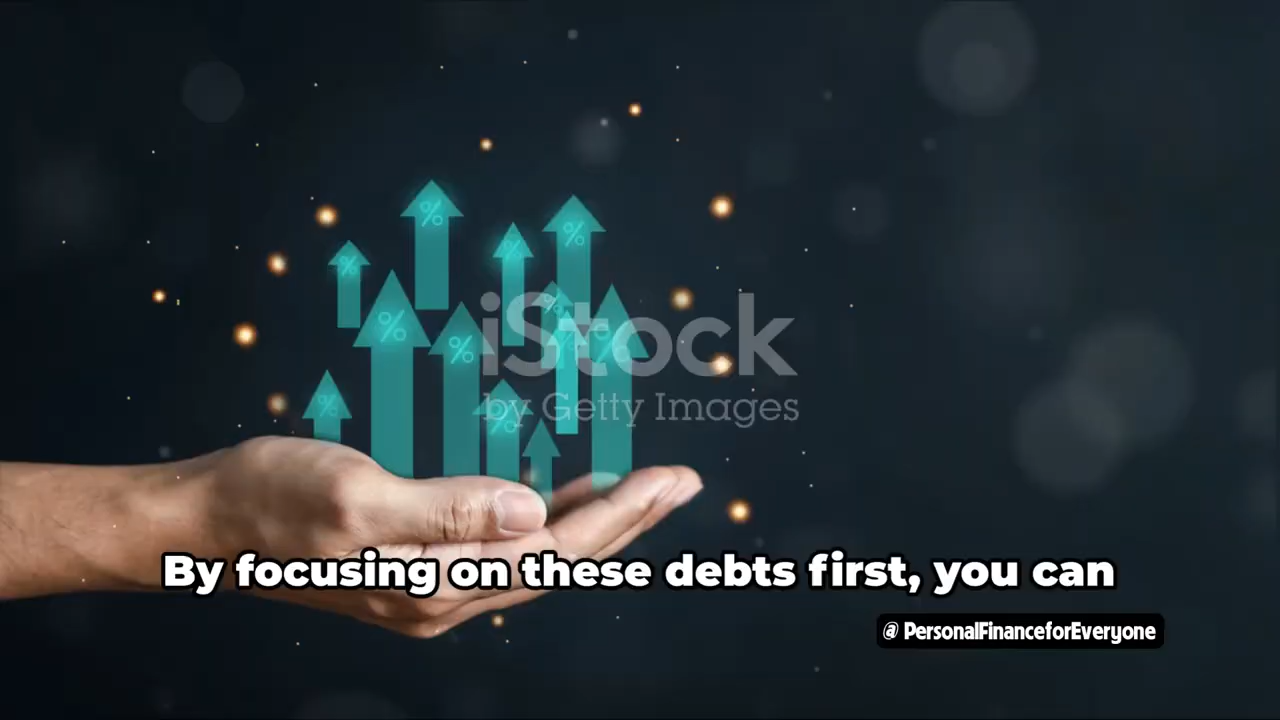 %
%
%
%
%
%
%
%
%
%
iStock
by Getty Images
By focusing on these debts first, you can
@ PersonalFinanceforEveryone